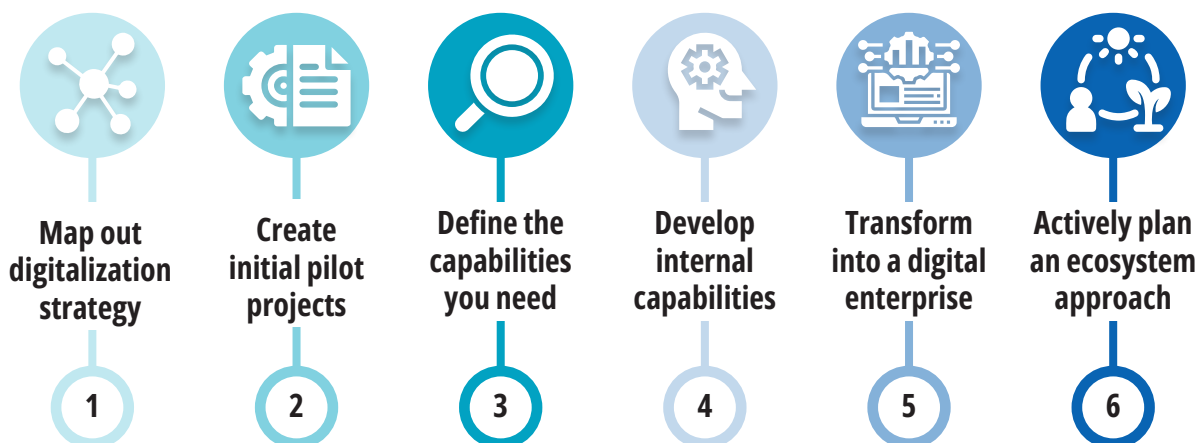 Map out
digitalization
strategy
1
Create
initial pilot
projects
2
Define the
capabilities
you need
3
Develop
internal
capabilities
4
Transform
into a digital
enterprise
5
Actively plan
an ecosystem
approach
6